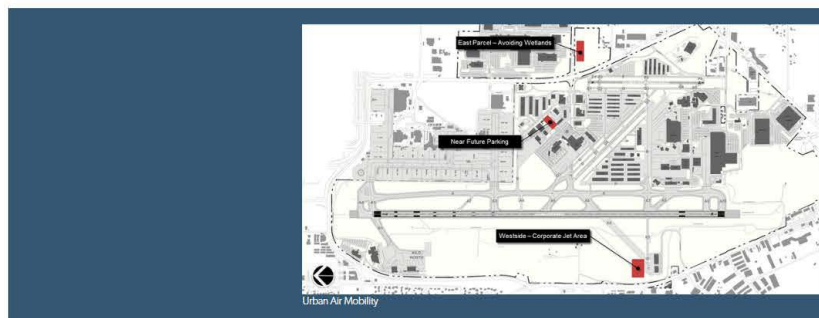 East Parcel – Avoiding Wetlands
Near Future Parking
Westside – Corporate Jet Area
Urban Air Mobility